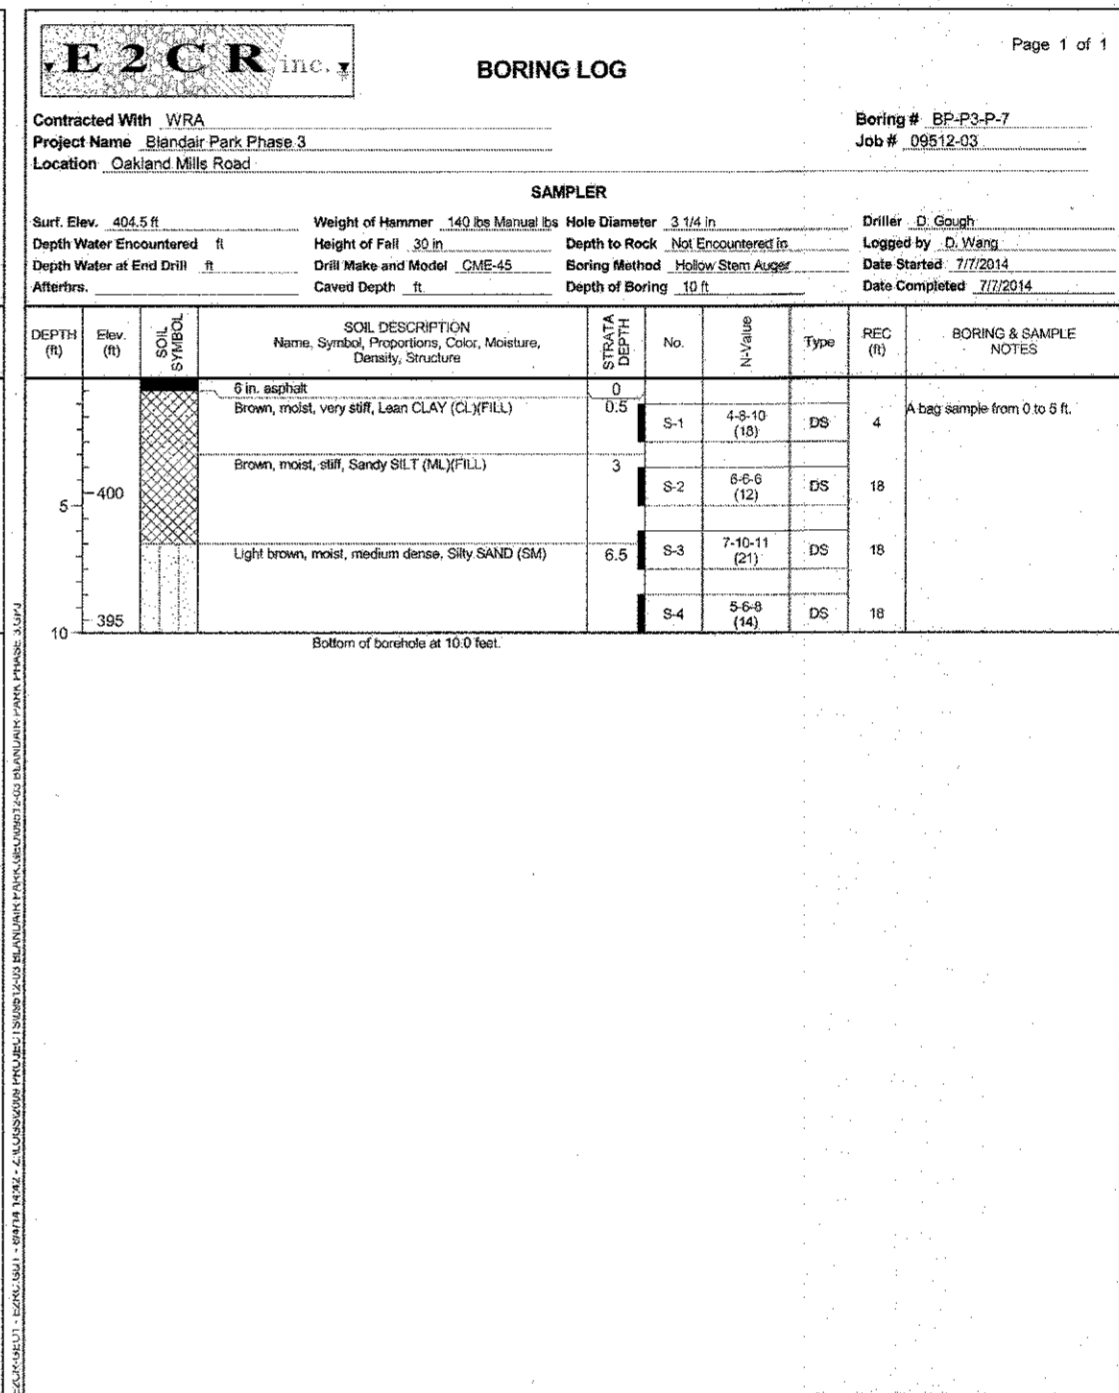 E2CR inc.
BORING LOG
Page 1 of 1
Contracted With WRA
Boring # BP-P3-P-7
Project Name Blandair Park Phase 3
Job # 09512-03
Location Oakland Mills Road
SAMPLER
Surf. Elev. 404.5 ft Weight of Hammer 140 lbs Manual lbs Hole Diameter 3 1/4 in Driller D. Gough
Depth Water Encountered ft Height of Fall 30 in Depth to Rock Not Encountered in Logged by D. Wang
Depth Water at End Drill ft Drill Make and Model CME-45 Boring Method Hollow Stem Auger Date Started 7/7/2014
Afterhrs. Caved Depth ft Depth of Boring 10 ft Date Completed 7/7/2014
DEPTH (ft) Elev. (ft) SOIL SYMBOL SOIL DESCRIPTION Name, Symbol, Proportions, Color, Moisture, Density, Structure STRATA DEPTH No. N-Value Type REC (ft) BORING & SAMPLE NOTES
6 in. asphalt 0
Brown, moist, very stiff, Lean CLAY (CL)(FILL) 0.5
S-1 4-8-10 (18) DS 4 A bag sample from 0 to 5 ft.
Brown, moist, stiff, Sandy SILT (ML)(FILL) 3
5 400 S-2 6-6-6 (12) DS 18
Light brown, moist, medium dense, Silty SAND (SM) 6.5 S-3 7-10-11 (21) DS 18
10 395 S-4 5-6-8 (14) DS 18
Bottom of borehole at 10.0 feet.